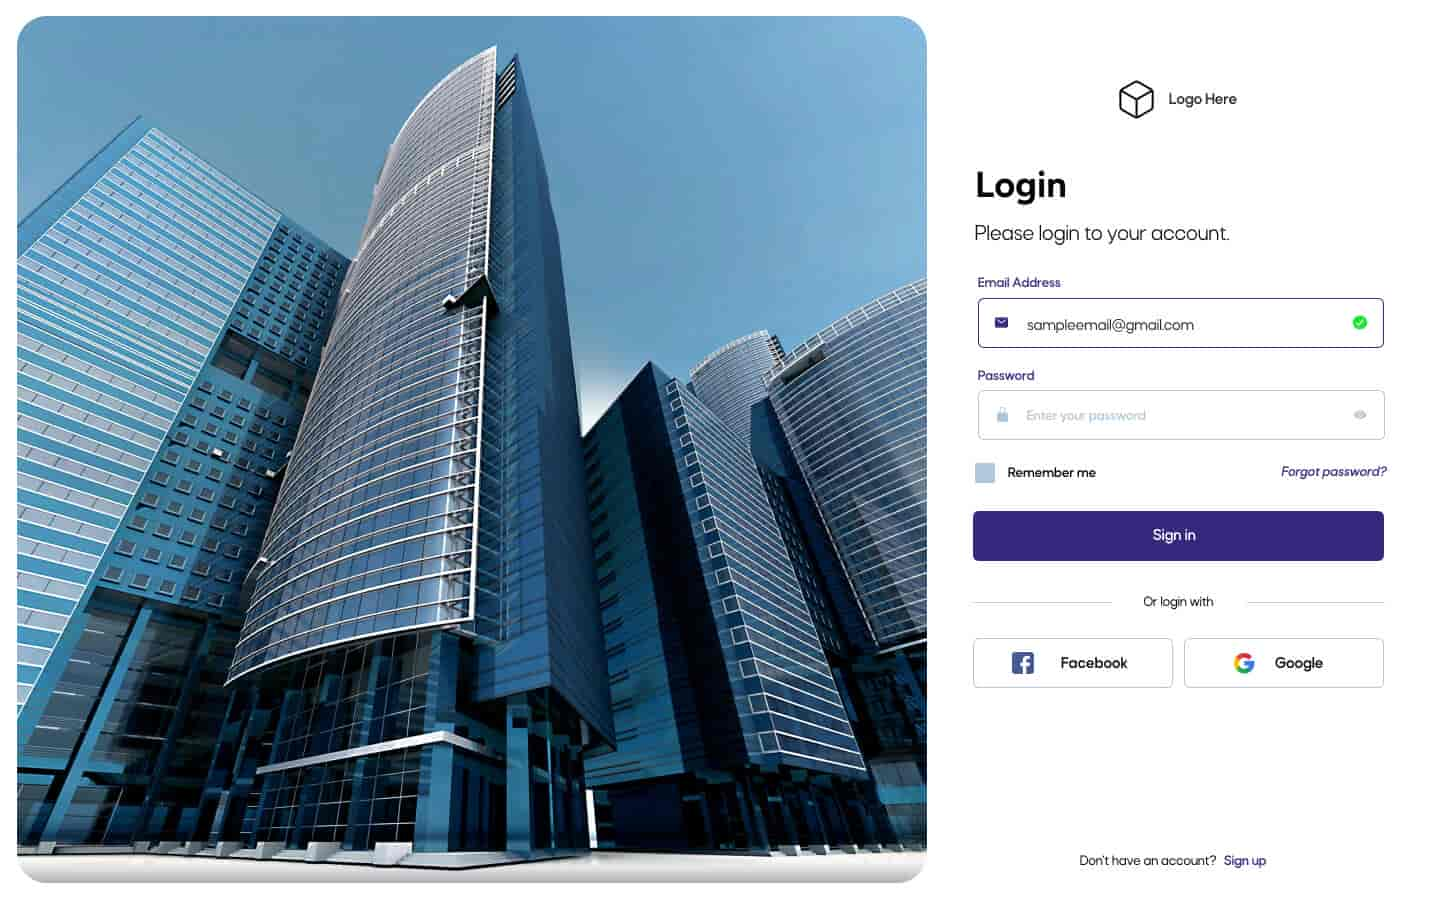 Logo Here
Login
Please login to your account.
Email Address
sampleemail@gmail.com
Password
Enter your password
Remember me
Forgot password?
Sign in
Or login with
Facebook
Google
Don't have an account? Sign up